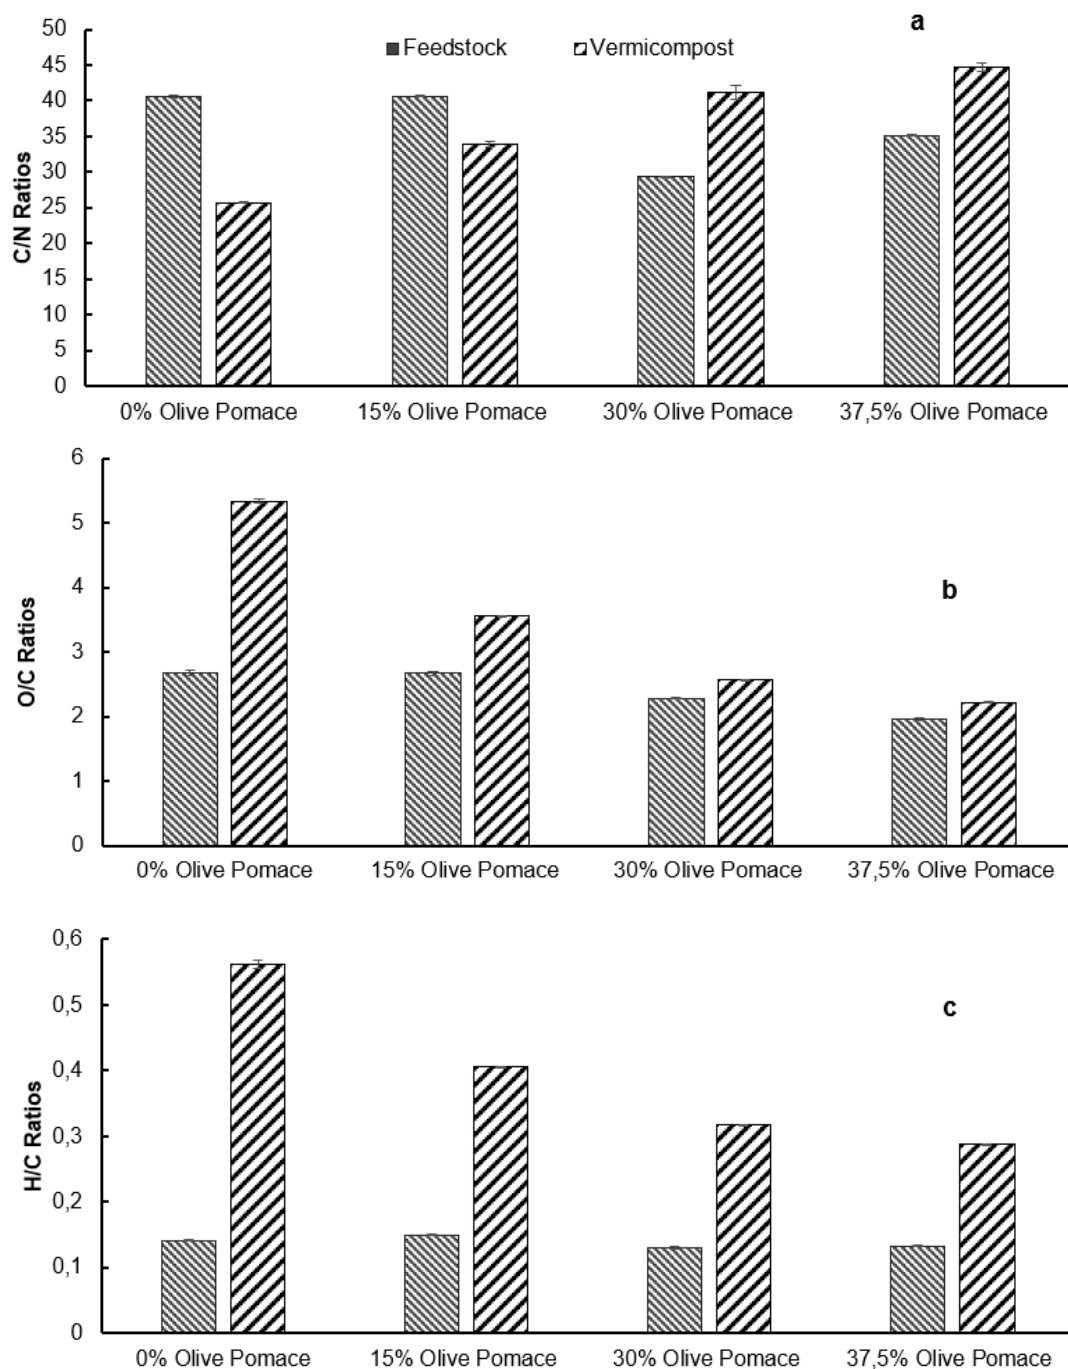 a
Feedstock Vermicompost
50
45
40
35
30
25
20
15
10
5
0
C/N Ratios
0% Olive Pomace 15% Olive Pomace 30% Olive Pomace 37,5% Olive Pomace
6
5
4
3
2
1
0
O/C Ratios
b
0% Olive Pomace 15% Olive Pomace 30% Olive Pomace 37,5% Olive Pomace
0,6
0,5
0,4
0,3
0,2
0,1
0
H/C Ratios
c
0% Olive Pomace 15% Olive Pomace 30% Olive Pomace 37,5% Olive Pomace